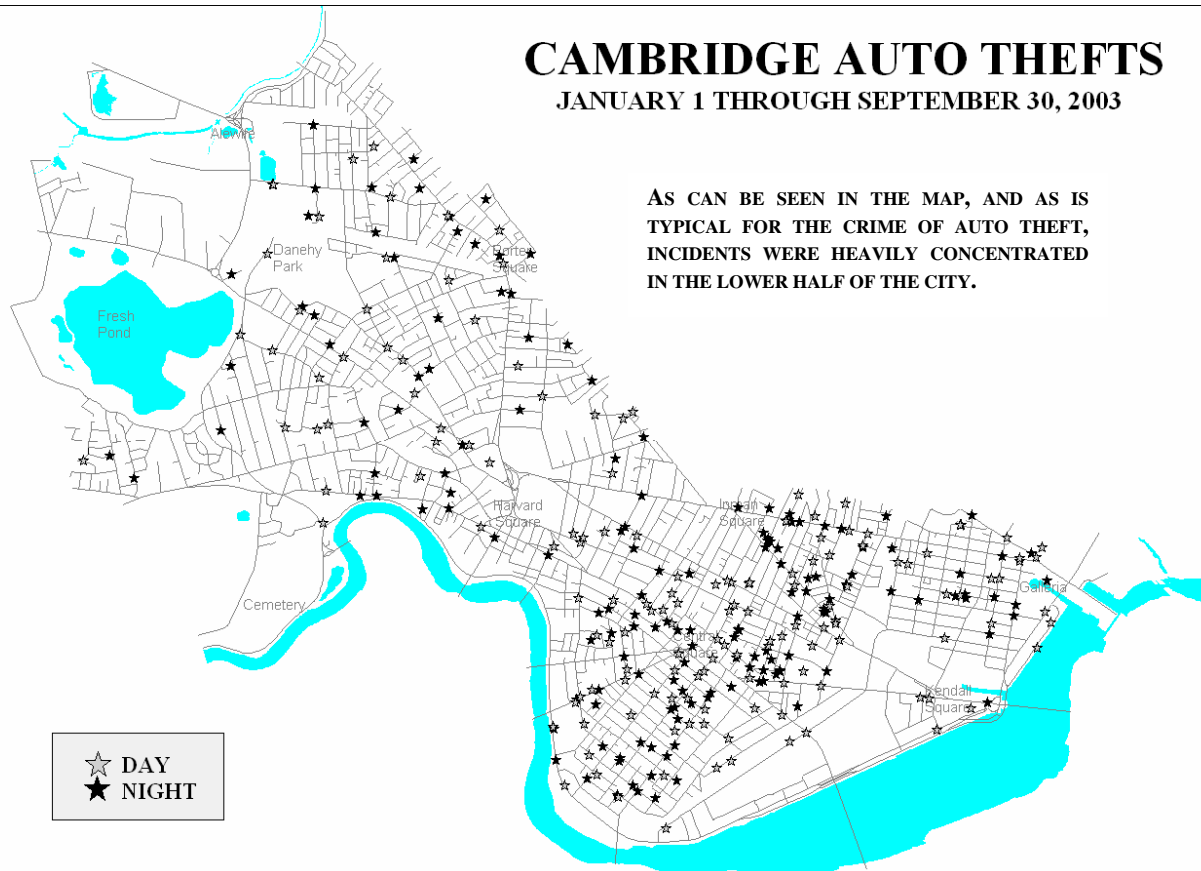 CAMBRIDGE AUTO THEFTS
JANUARY 1 THROUGH SEPTEMBER 30, 2003
Alewife
AS CAN BE SEEN IN THE MAP, AND AS IS
TYPICAL FOR THE CRIME OF AUTO THEFT,
INCIDENTS WERE HEAVILY CONCENTRATED
IN THE LOWER HALF OF THE CITY.
Danehy
Park
Porter
Square
Fresh
Pond
Harvard
Square
Inman
Square
Galleria
Cemetery
Central
Square
Kendall
Square
DAY
NIGHT